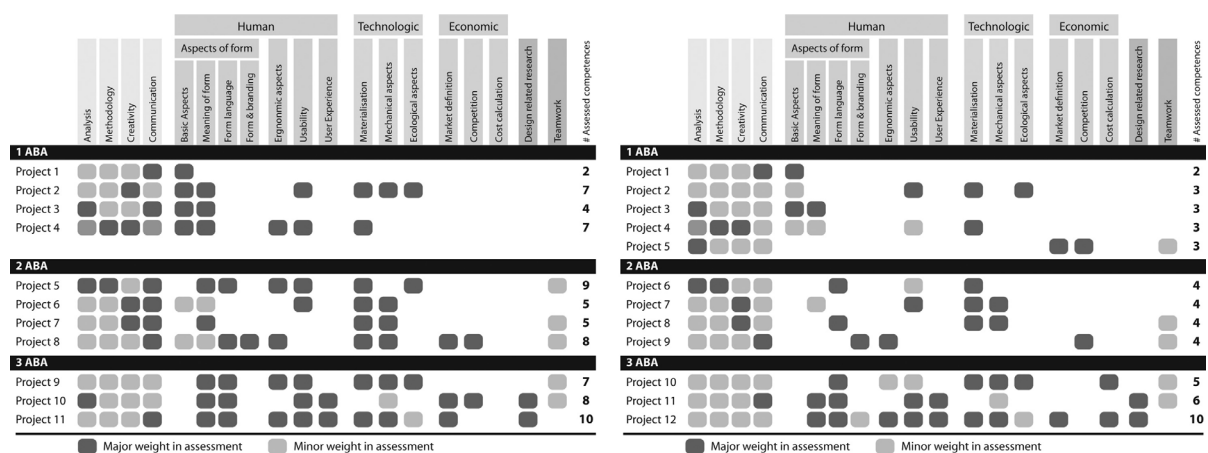 Human
Technologic
Economic
Aspects of form
Analysis
Methodology
Creativity
Communication
Basic Aspects
Meaning of form
Form language
Form & branding
Ergnonmic aspects
Usability
User Experience
Materialisation
Mechanical aspects
Ecological aspects
Market definition
Competition
Cost calculation
Design related research
Teamwork
# Assessed competences
1 ABA
Project 1 2
Project 2 7
Project 3 4
Project 4 7
2 ABA
Project 5 9
Project 6 5
Project 7 5
Project 8 8
3 ABA
Project 9 7
Project 10 8
Project 11 10
Major weight in assessment Minor weight in assessment
Human
Technologic
Economic
Aspects of form
Analysis
Methodology
Creativity
Communication
Basic Aspects
Meaning of form
Form language
Form & branding
Ergnonmic aspects
Usability
User Experience
Materialisation
Mechanical aspects
Ecological aspects
Market definition
Competition
Cost calculation
Design related research
Teamwork
# Assessed competences
1 ABA
Project 1 2
Project 2 3
Project 3 3
Project 4 3
Project 5 3
2 ABA
Project 6 4
Project 7 4
Project 8 4
Project 9 4
3 ABA
Project 10 5
Project 11 6
Project 12 10
Major weight in assessment Minor weight in assessment